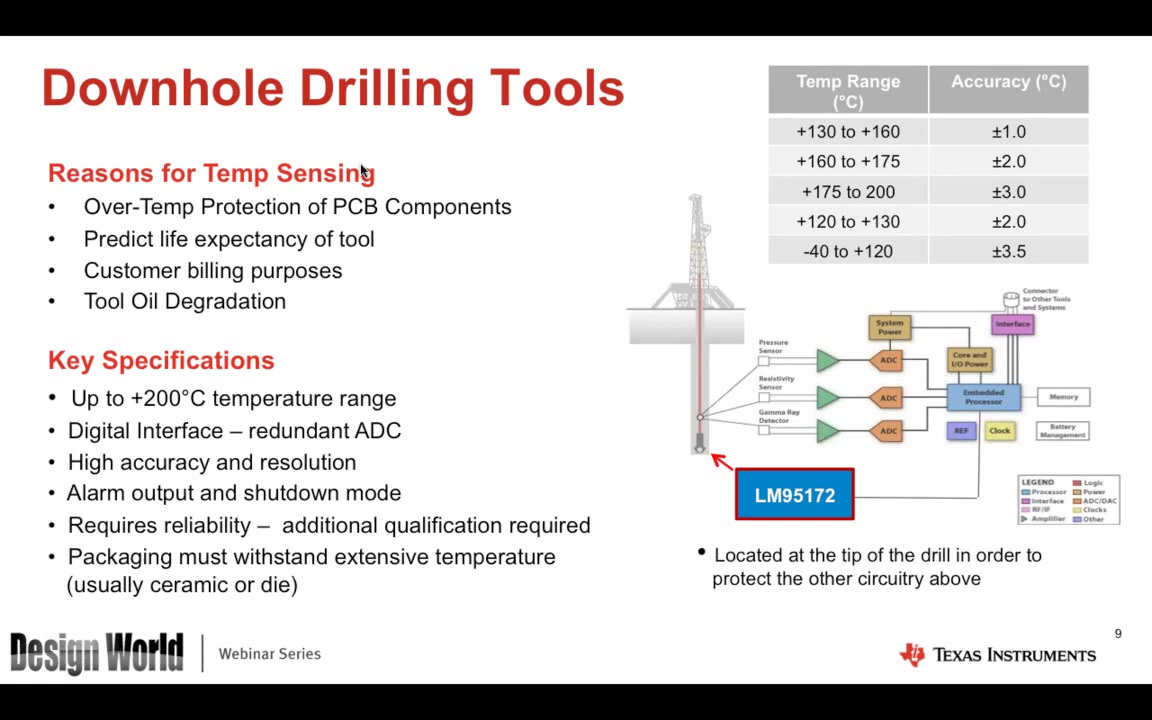 Downhole Drilling Tools
Reasons for Temp Sensing
• Over-Temp Protection of PCB Components
• Predict life expectancy of tool
• Customer billing purposes
• Tool Oil Degradation
Key Specifications
• Up to +200°C temperature range
• Digital Interface – redundant ADC
• High accuracy and resolution
• Alarm output and shutdown mode
• Requires reliability – additional qualification required
• Packaging must withstand extensive temperature
(usually ceramic or die)
Temp Range Accuracy (°C)
(°C)
+130 to +160 ±1.0
+160 to +175 ±2.0
+175 to 200 ±3.0
+120 to +130 ±2.0
-40 to +120 ±3.5
Connector
to Other Tools
and Systems
System
Power
Interface
Pressure
Sensor
ADC
Core and
I/O Power
Resistivity
Sensor
ADC
Embedded
Processor
Memory
Gamma Ray
Detector
ADC
REF
Clock
Battery
Management
LM95172
LEGEND
Processor
Interface
RF/IF
Amplifier
Logic
Power
ADC/DAC
Clocks
Other
• Located at the tip of the drill in order to
protect the other circuitry above
9
Design World
Webinar Series
TEXAS INSTRUMENTS